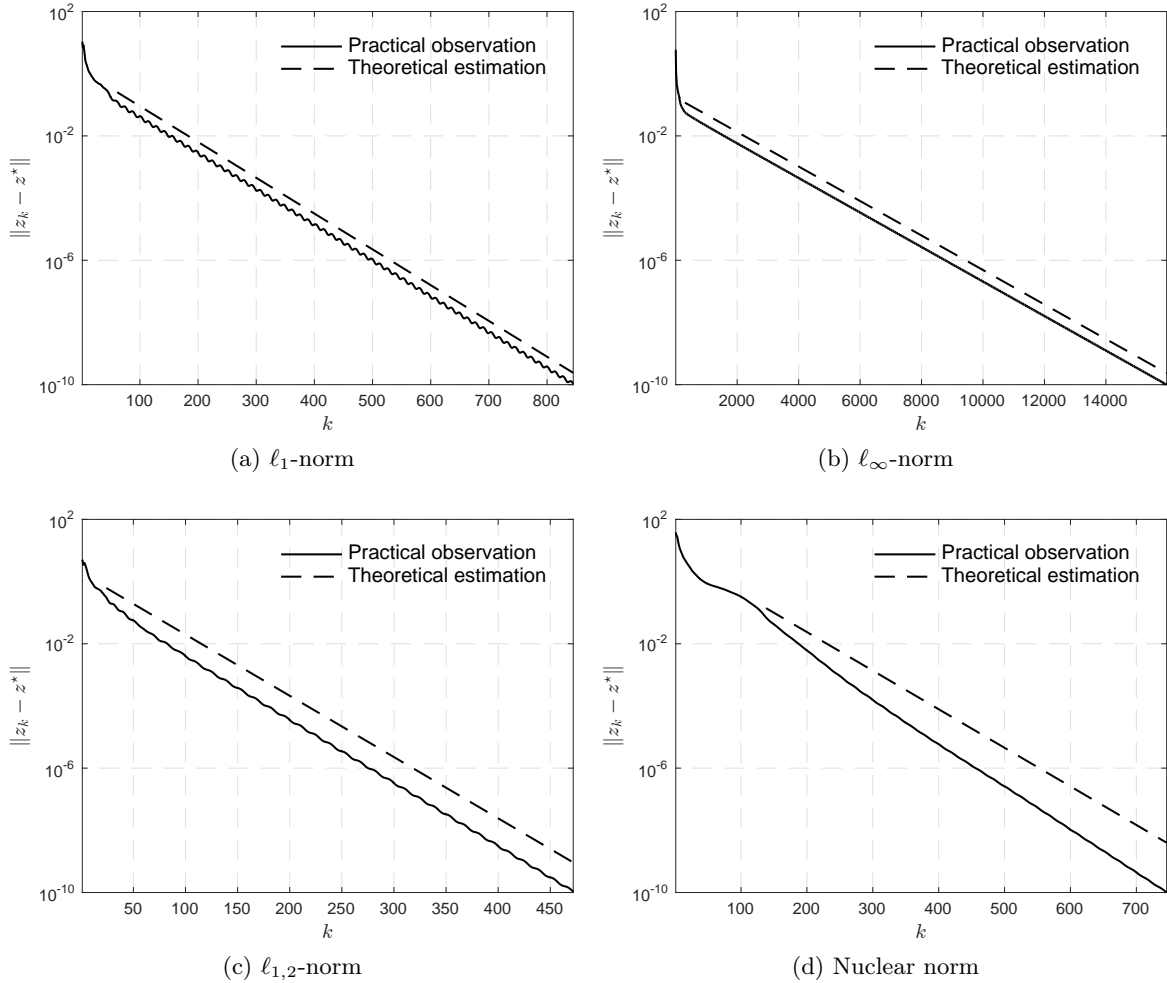 10^2
10^-2
10^-6
10^-10
‖z_k − z*‖
Practical observation
Theoretical estimation
100 200 300 400 500 600 700 800
k
(a) ℓ_1-norm
10^2
10^-2
10^-6
10^-10
‖z_k − z*‖
Practical observation
Theoretical estimation
2000 4000 6000 8000 10000 12000 14000
k
(b) ℓ_∞-norm
10^2
10^-2
10^-6
10^-10
‖z_k − z*‖
Practical observation
Theoretical estimation
50 100 150 200 250 300 350 400 450
k
(c) ℓ_1,2-norm
10^2
10^-2
10^-6
10^-10
‖z_k − z*‖
Practical observation
Theoretical estimation
100 200 300 400 500 600 700
k
(d) Nuclear norm